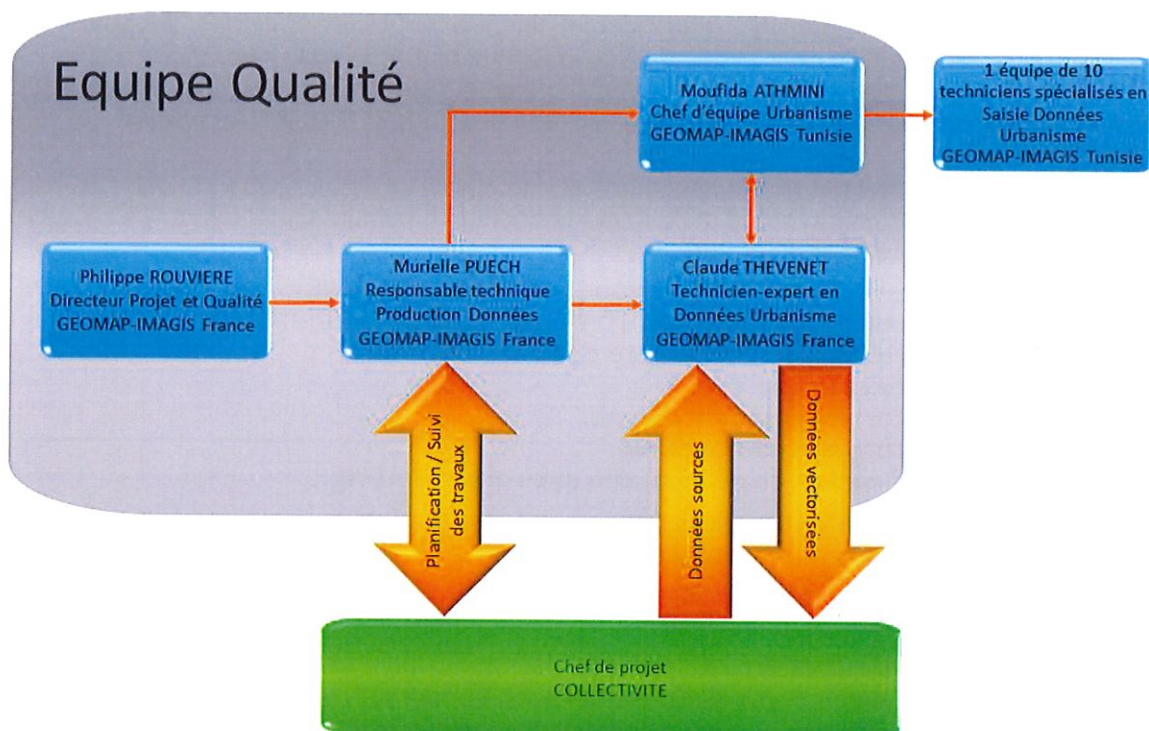 Equipe Qualité
Moufida ATHMINI
Chef d'équipe Urbanisme
GEOMAP-IMAGIS Tunisie
1 équipe de 10
techniciens spécialisés en
Saisie Données
Urbanisme
GEOMAP-IMAGIS Tunisie
Philippe ROUVIERE
Directeur Projet et Qualité
GEOMAP-IMAGIS France
Murielle PUECH
Responsable technique
Production Données
GEOMAP-IMAGIS France
Claude THEVENET
Technicien-expert en
Données Urbanisme
GEOMAP-IMAGIS France
Planification / Suivi
des travaux
Données sources
Données vectorisées
Chef de projet
COLLECTIVITE